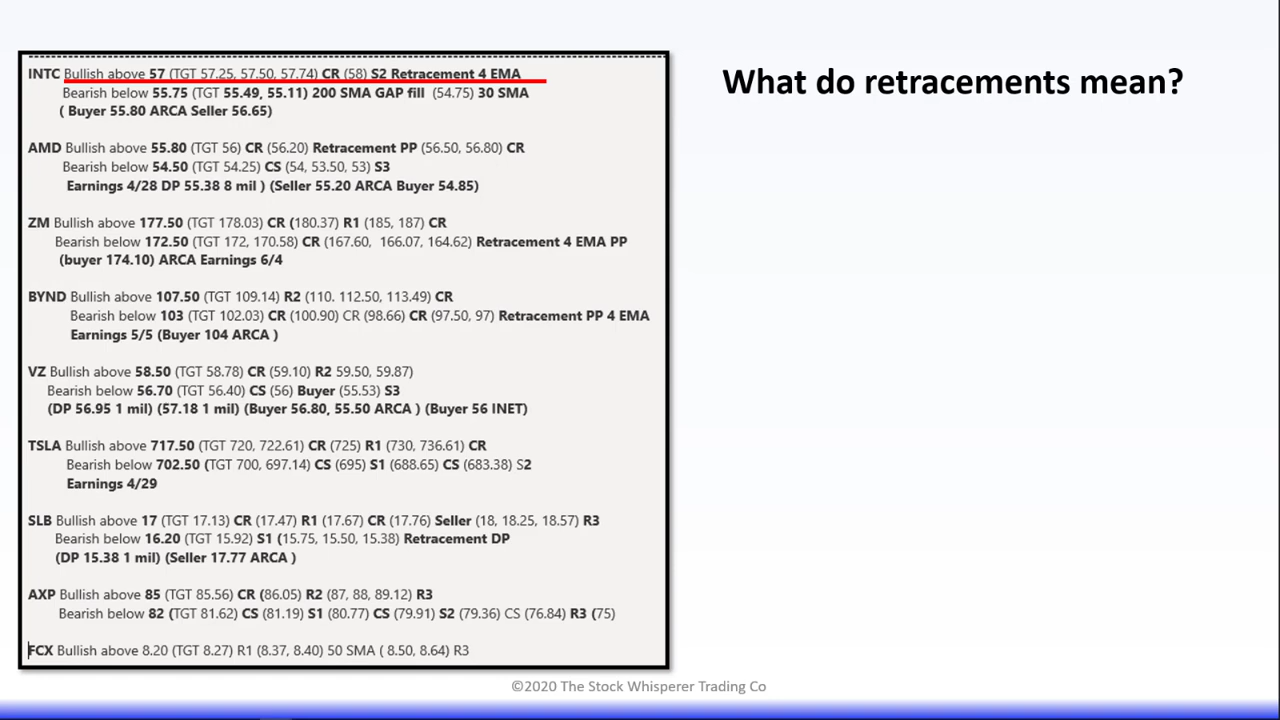 What do retracements mean?
INTC Bullish above 57 (TGT 57.25, 57.50, 57.74) CR (58) S2 Retracement 4 EMA
Bearish below 55.75 (TGT 55.49, 55.11) 200 SMA GAP fill (54.75) 30 SMA
( Buyer 55.80 ARCA Seller 56.65)
AMD Bullish above 55.80 (TGT 56) CR (56.20) Retracement PP (56.50, 56.80) CR
Bearish below 54.50 (TGT 54.25) CS (54, 53.50, 53) S3
Earnings 4/28 DP 55.38 8 mil ) (Seller 55.20 ARCA Buyer 54.85)
ZM Bullish above 177.50 (TGT 178.03) CR (180.37) R1 (185, 187) CR
Bearish below 172.50 (TGT 172, 170.58) CR (167.60, 166.07, 164.62) Retracement 4 EMA PP
(buyer 174.10) ARCA Earnings 6/4
BYND Bullish above 107.50 (TGT 109.14) R2 (110. 112.50, 113.49) CR
Bearish below 103 (TGT 102.03) CR (100.90) CR (98.66) CR (97.50, 97) Retracement PP 4 EMA
Earnings 5/5 (Buyer 104 ARCA )
VZ Bullish above 58.50 (TGT 58.78) CR (59.10) R2 59.50, 59.87)
Bearish below 56.70 (TGT 56.40) CS (56) Buyer (55.53) S3
(DP 56.95 1 mil) (57.18 1 mil) (Buyer 56.80, 55.50 ARCA ) (Buyer 56 INET)
TSLA Bullish above 717.50 (TGT 720, 722.61) CR (725) R1 (730, 736.61) CR
Bearish below 702.50 (TGT 700, 697.14) CS (695) S1 (688.65) CS (683.38) S2
Earnings 4/29
SLB Bullish above 17 (TGT 17.13) CR (17.47) R1 (17.67) CR (17.76) Seller (18, 18.25, 18.57) R3
Bearish below 16.20 (TGT 15.92) S1 (15.75, 15.50, 15.38) Retracement DP
(DP 15.38 1 mil) (Seller 17.77 ARCA )
AXP Bullish above 85 (TGT 85.56) CR (86.05) R2 (87, 88, 89.12) R3
Bearish below 82 (TGT 81.62) CS (81.19) S1 (80.77) CS (79.91) S2 (79.36) CS (76.84) R3 (75)
FCX Bullish above 8.20 (TGT 8.27) R1 (8.37, 8.40) 50 SMA ( 8.50, 8.64) R3
©2020 The Stock Whisperer Trading Co